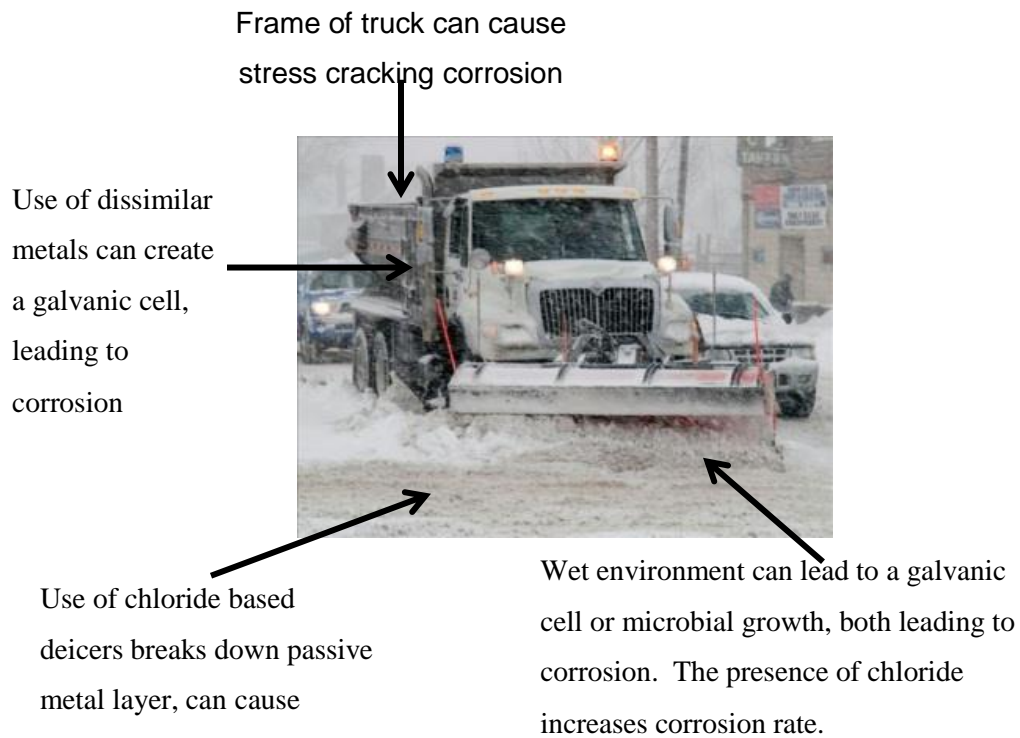 Frame of truck can cause
stress cracking corrosion
Use of dissimilar
metals can create
a galvanic cell,
leading to
corrosion
Use of chloride based
deicers breaks down passive
metal layer, can cause
Wet environment can lead to a galvanic
cell or microbial growth, both leading to
corrosion. The presence of chloride
increases corrosion rate.